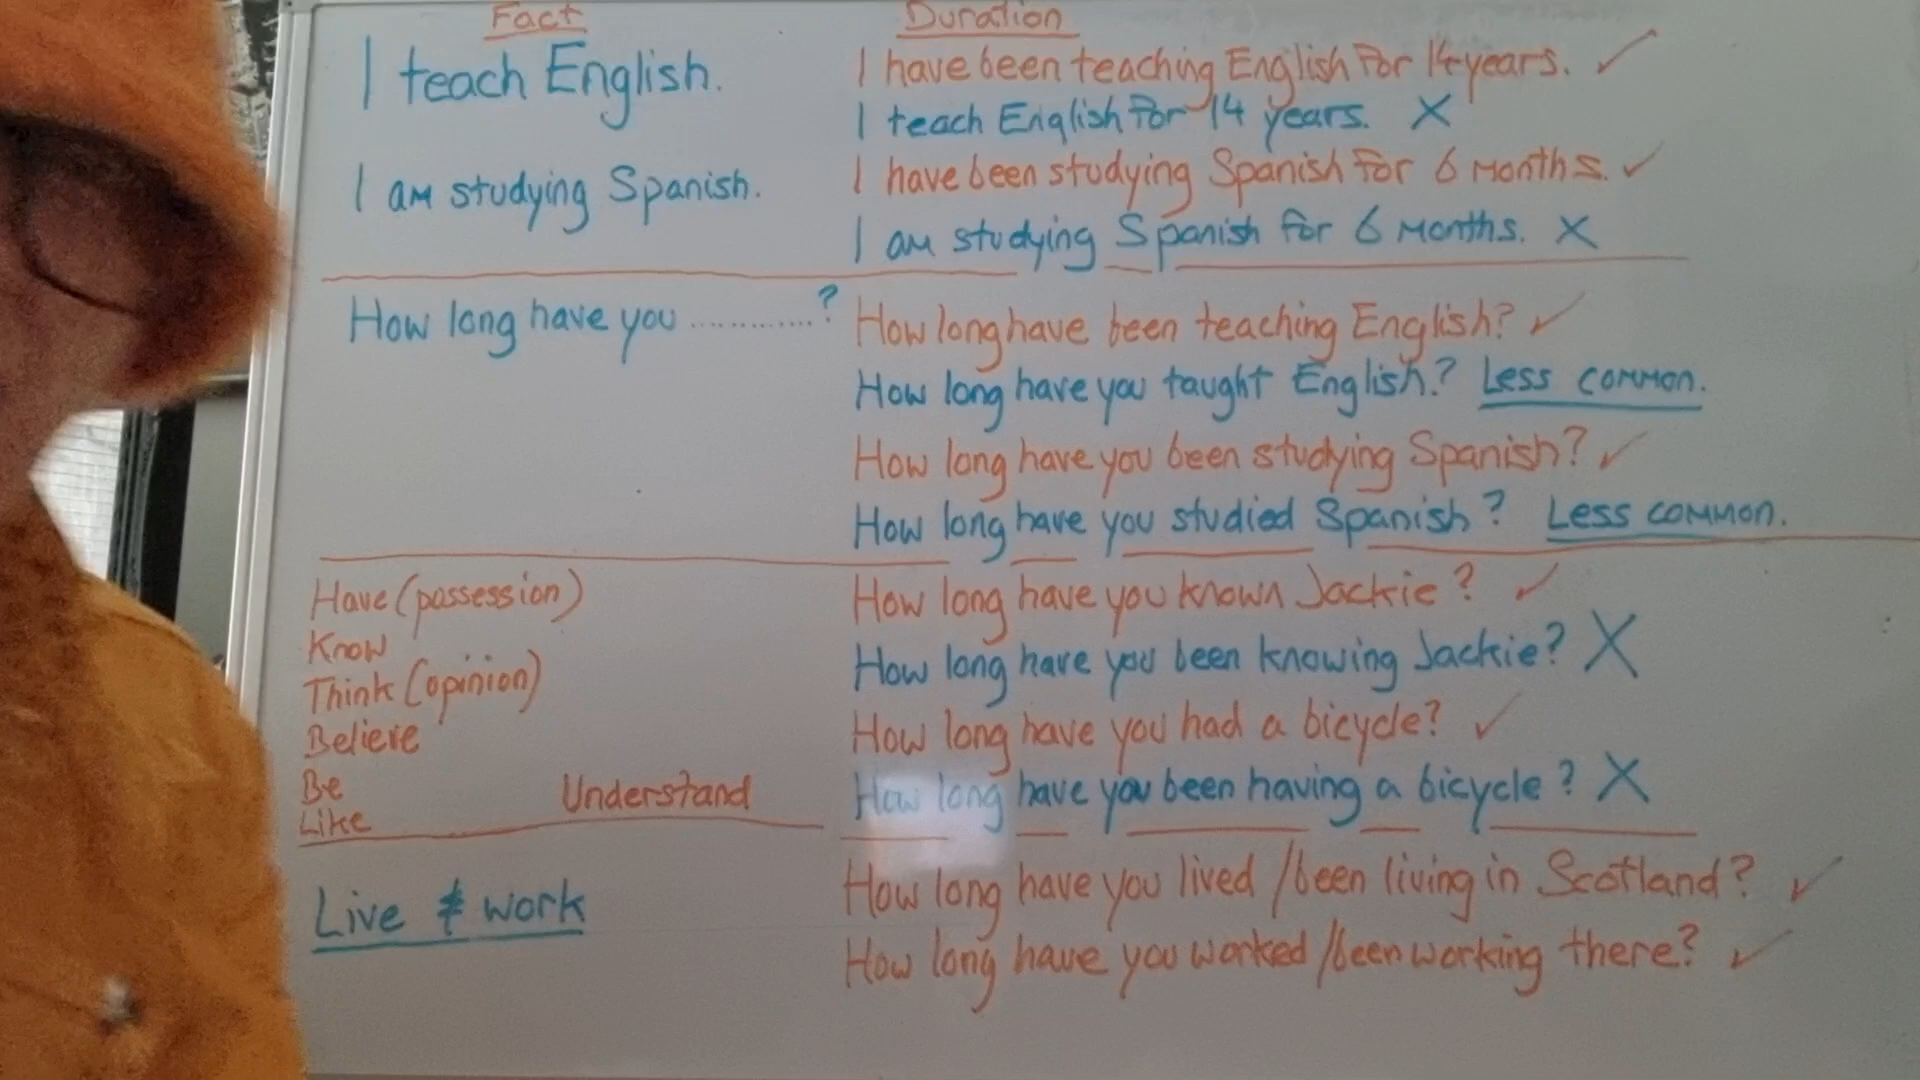 Fact
Duration
I teach English.
I have been teaching English for 14 years. ✓
I teach English for 14 years. X
I am studying Spanish.
I have been studying Spanish for 6 months. ✓
I am studying Spanish for 6 months. X
How long have you .............?
How long have been teaching English? ✓
How long have you taught English? Less common.
How long have you been studying Spanish? ✓
How long have you studied Spanish? Less common.
Have (possession)
Know
Think (opinion)
Believe
Be
Like
Understand
How long have you known Jackie? ✓
How long have you been knowing Jackie? X
How long have you had a bicycle? ✓
How long have you been having a bicycle? X
Live & work
How long have you lived / been living in Scotland? ✓
How long have you worked / been working there? ✓